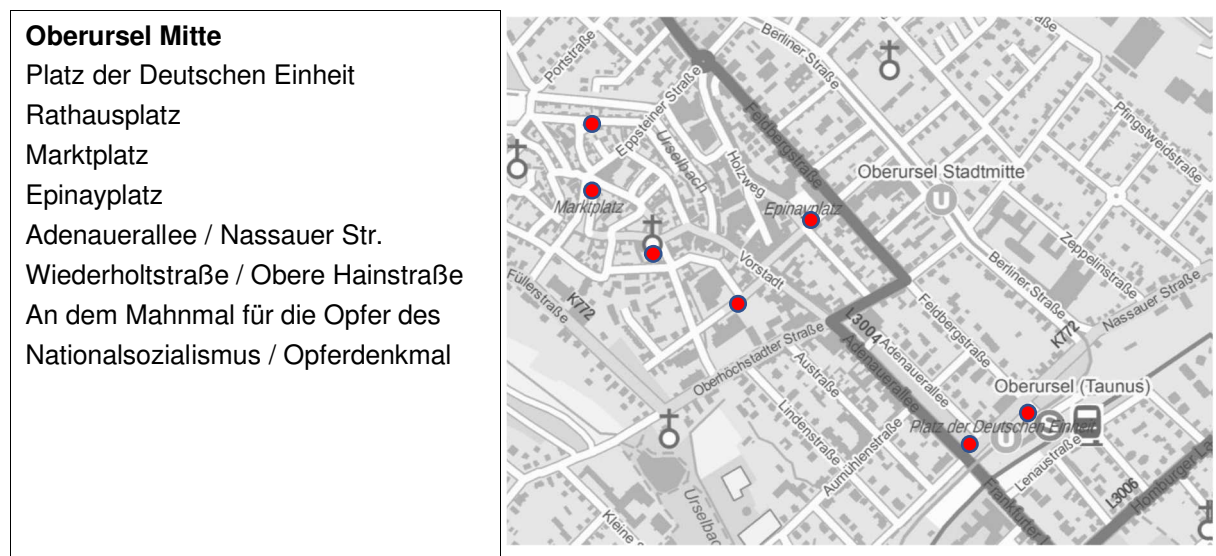 Oberursel Mitte
Platz der Deutschen Einheit
Rathausplatz
Marktplatz
Epinayplatz
Adenauerallee / Nassauer Str.
Wiederholtstraße / Obere Hainstraße
An dem Mahnmal für die Opfer des
Nationalsozialismus / Opferdenkmal
Portstraße
Berliner Straße
Eppsteiner Straße
Feldbergstraße
Pfingstweidstraße
Urselbach
Holzweg
Oberursel Stadtmitte
U
Marktplatz
Epinayplatz
Vorstadt
Zeppelinstraße
Füllerstraße
K772
Berliner Straße
Nassauer Straße
Feldbergstraße
L3004
K772
Oberhöchstadter Straße
Adenauerallee
Adenauerallee
Austraße
Oberursel (Taunus)
Lindenstraße
Platz der Deutschen Einheit
U
S
Aumühlenstraße
Lenaustraße
L3006
Frankfurter
Homburger
Urselbach
Kleine